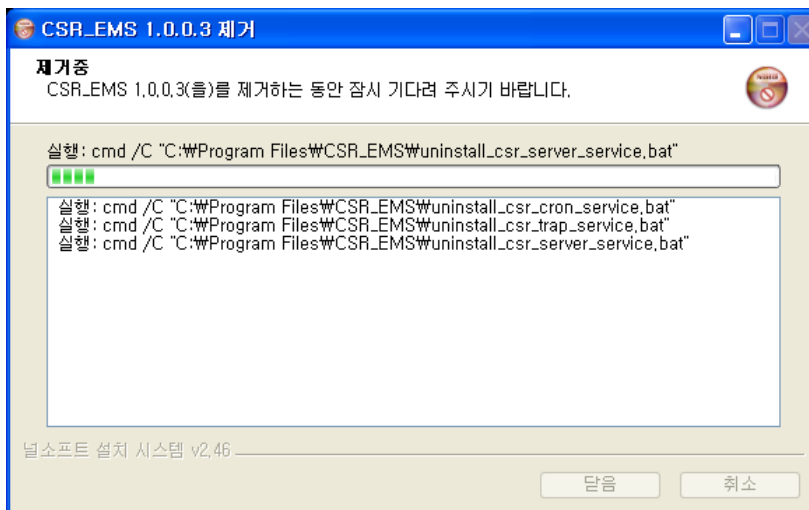 CSR_EMS 1.0.0.3 제거
제거중
CSR_EMS 1.0.0.3(을)를 제거하는 동안 잠시 기다려 주시기 바랍니다.
실행: cmd /C "C:₩Program Files₩CSR_EMS₩uninstall_csr_server_service.bat"
실행: cmd /C "C:₩Program Files₩CSR_EMS₩uninstall_csr_cron_service.bat"
실행: cmd /C "C:₩Program Files₩CSR_EMS₩uninstall_csr_trap_service.bat"
실행: cmd /C "C:₩Program Files₩CSR_EMS₩uninstall_csr_server_service.bat"
널소프트 설치 시스템 v2.46
닫음
취소